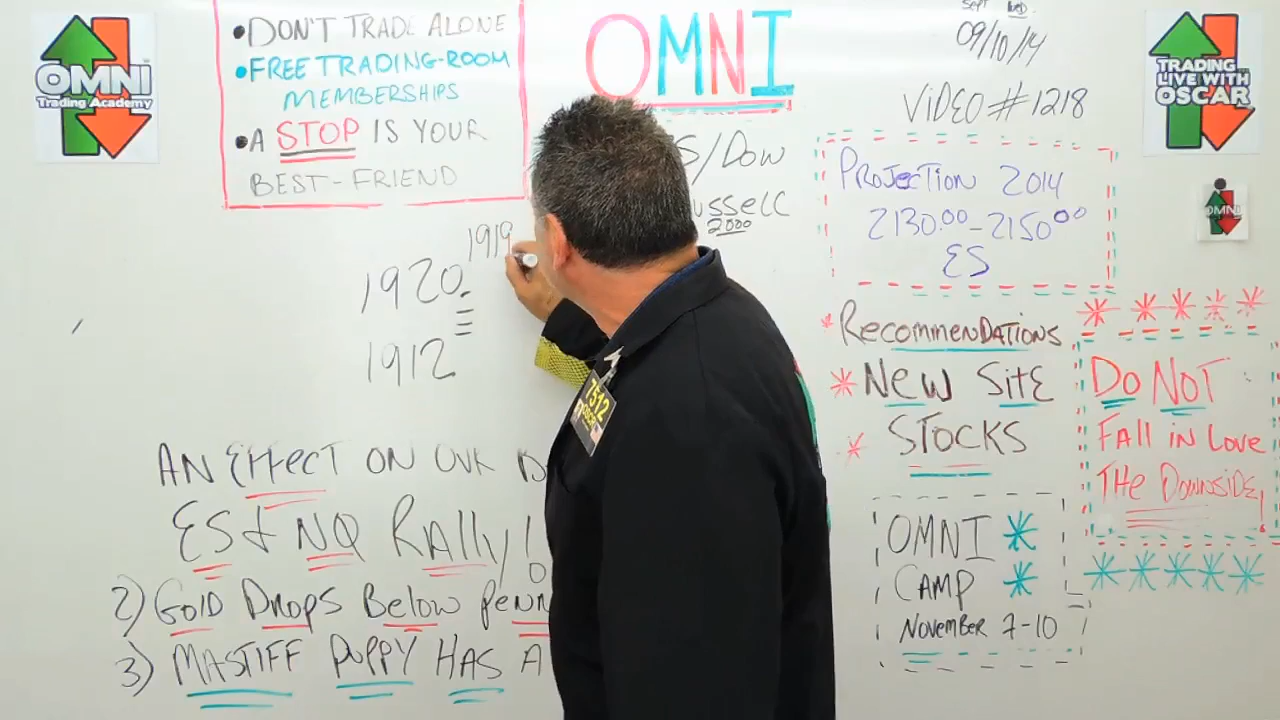 OMNI
Trading Academy
•DON'T TRADE ALONE
•FREE TRADING-ROOM
MEMBERSHIPS
•A STOP IS YOUR
BEST-FRIEND
OMNI
S/DOW
ussell
2000
SEPT WED.
09/10/14
VIDEO #1218
TRADING
LIVE WITH
OSCAR
OMNI
PROJECTION 2014
2130.00-2150.00
ES
1919
1920
1912
7512
OSCAR
*RECOMMENDATIONS
*NEW SITE
*STOCKS
DO NOT
FALL IN LOVE
THE DOWNSIDE!
OMNI *
CAMP *
NOVEMBER 7-10
AN EFFECT ON OUR
ES & NQ RALLY!
2) GOLD DROPS BELOW
3) MASTIFF PUPPY HAS A